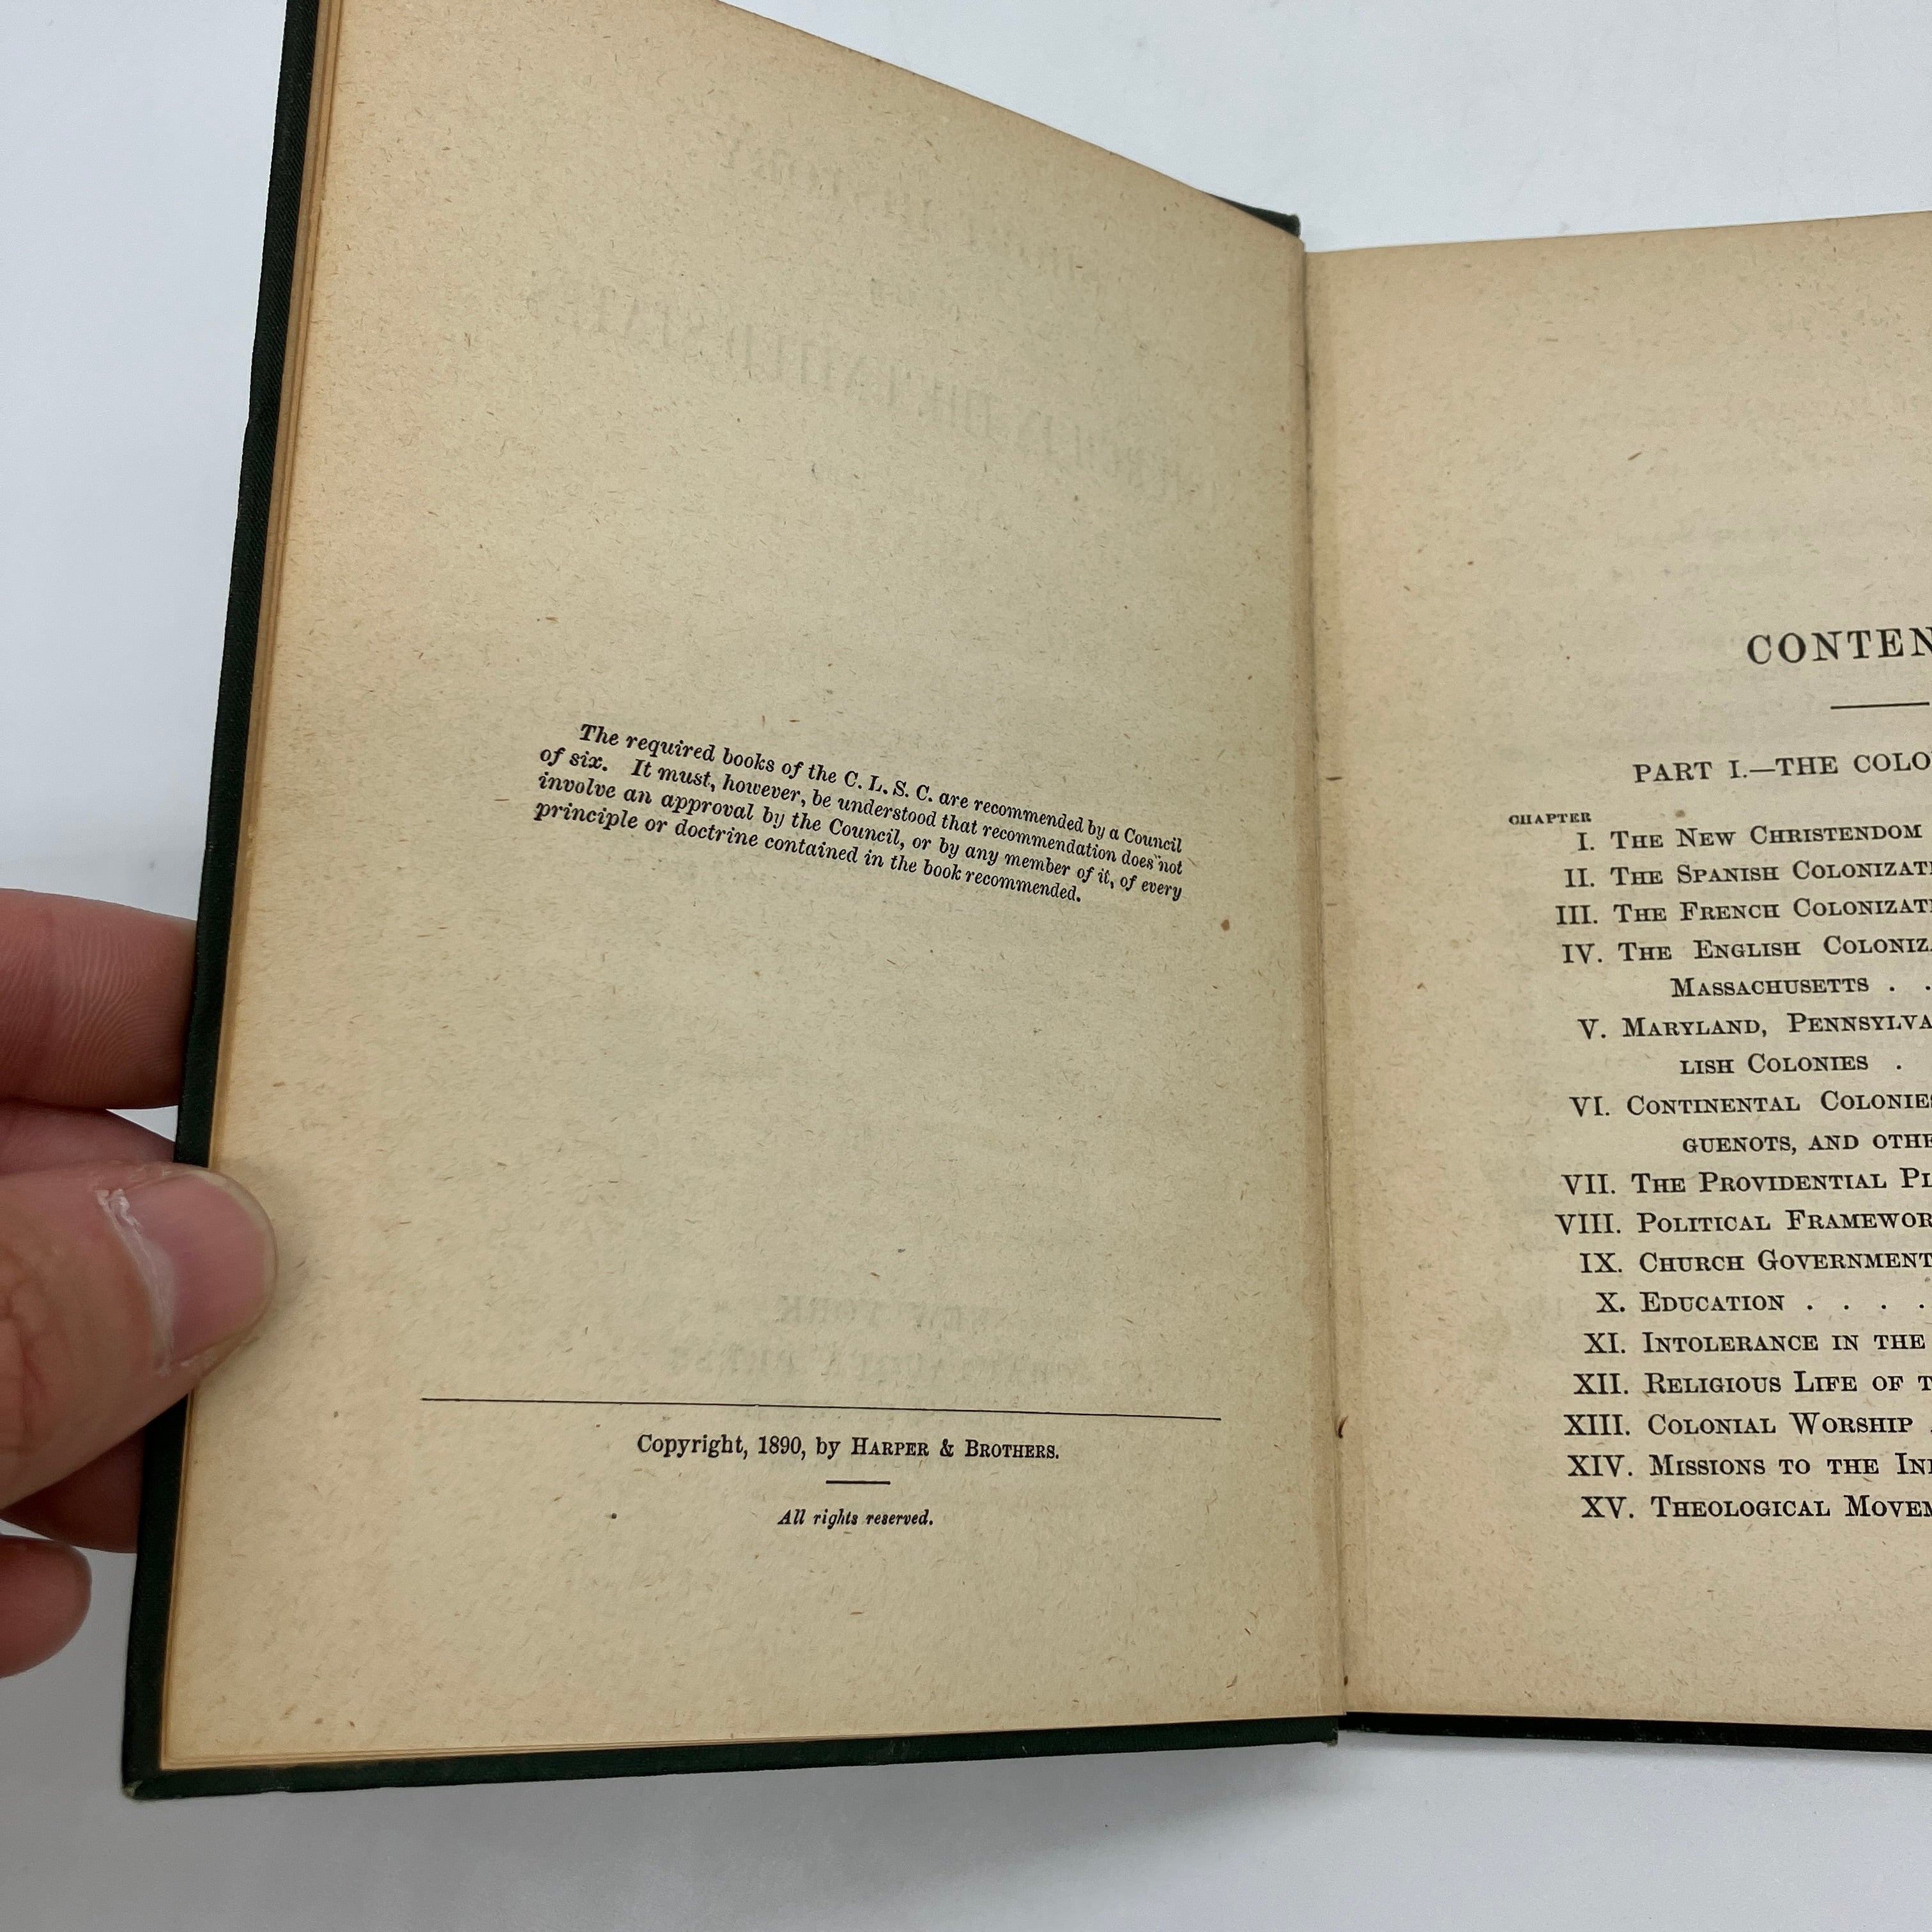 The required books of the C. L. S. C. are recommended by a Council
of six. It must, however, be understood that recommendation does not
involve an approval by the Council, or by any member of it, of every
principle or doctrine contained in the book recommended.
Copyright, 1890, by HARPER & BROTHERS.
All rights reserved.
CONTEN
PART I.—THE COLO
CHAPTER
I. THE NEW CHRISTENDOM
II. THE SPANISH COLONIZATI
III. THE FRENCH COLONIZATI
IV. THE ENGLISH COLONIZ
MASSACHUSETTS . .
V. MARYLAND, PENNSYLVA
LISH COLONIES .
VI. CONTINENTAL COLONIES
GUENOTS, AND OTHE
VII. THE PROVIDENTIAL PL
VIII. POLITICAL FRAMEWOR
IX. CHURCH GOVERNMENT
X. EDUCATION . . . .
XI. INTOLERANCE IN THE
XII. RELIGIOUS LIFE OF T
XIII. COLONIAL WORSHIP
XIV. MISSIONS TO THE IN
XV. THEOLOGICAL MOVEM